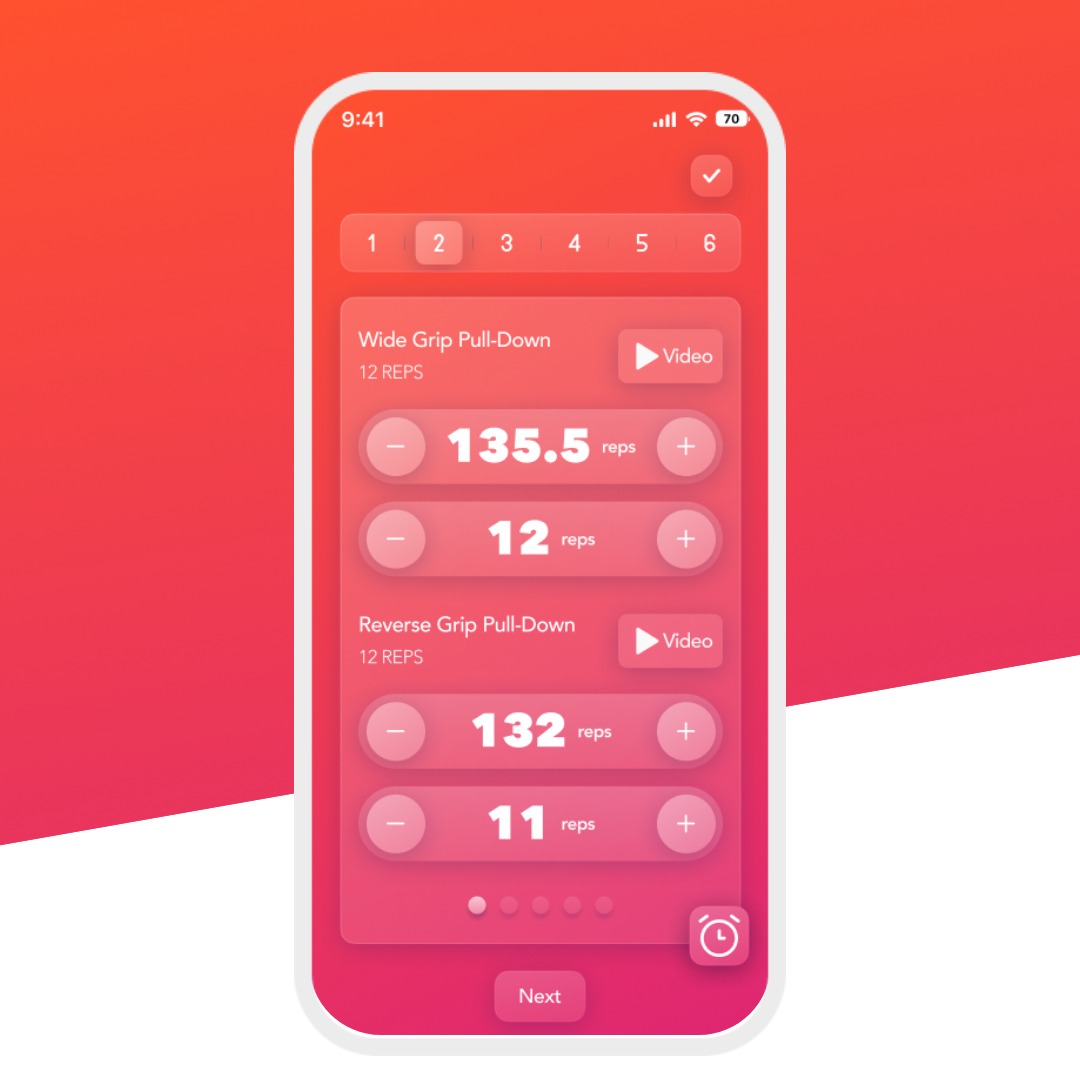 9:41 70
1 2 3 4 5 6
Wide Grip Pull-Down
Video
12 REPS
135.5 reps
12 reps
Reverse Grip Pull-Down
Video
12 REPS
132 reps
11 reps
Next